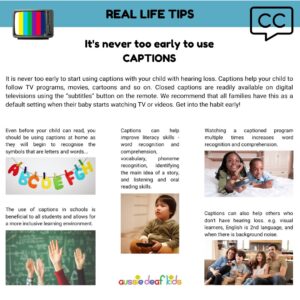 REAL LIFE TIPS
CC
It's never too early to use
CAPTIONS
It is never too early to start using captions with your child with hearing loss. Captions help your child to
follow TV programs, movies, cartoons and so on. Closed captions are readily available on digital
televisions using the "subtitles" button on the remote. We recommend that all families have this as a
default setting when their baby starts watching TV or videos. Get into the habit early!
Even before your child can read, you
should be using captions at home as
they will begin to recognise the
symbols that are letters and words...
ABCDEFG
The use of captions in schools is
beneficial to all students and allows for
a more inclusive learning environment.
Captions can help
improve literacy skills :
word recognition and
comprehension,
vocabulary, phoneme
recognition, identifying
the main idea of a story,
and listening and oral
reading skills.
aussie deaf kids
Watching a captioned program
multiple times increases word
recognition and comprehension.
Captions can also help others who
don't have hearing loss. e.g. visual
learners, English is 2nd language, and
when there is background noise.